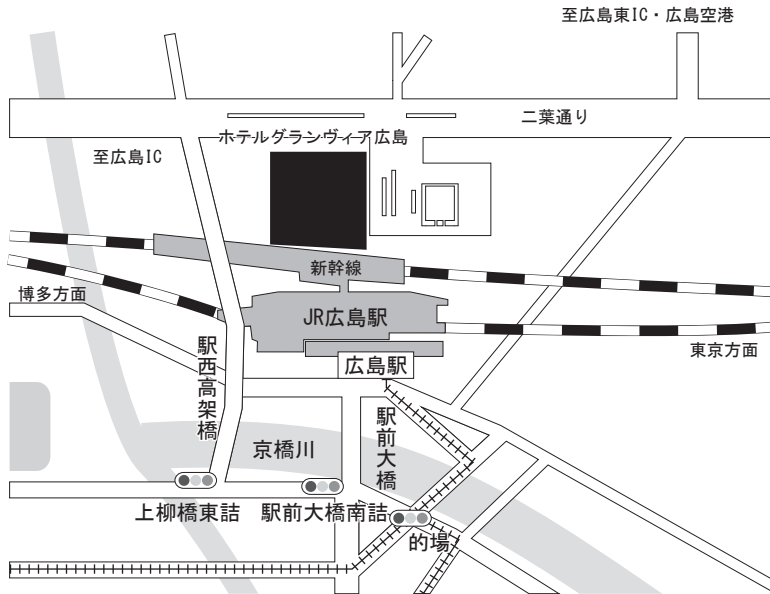 至広島東IC・広島空港
二葉通り
ホテルグランヴィア広島
至広島IC
新幹線
博多方面
JR広島駅
東京方面
広島駅
駅西高架橋
駅前大橋
京橋川
上柳橋東詰
駅前大橋南詰
的場